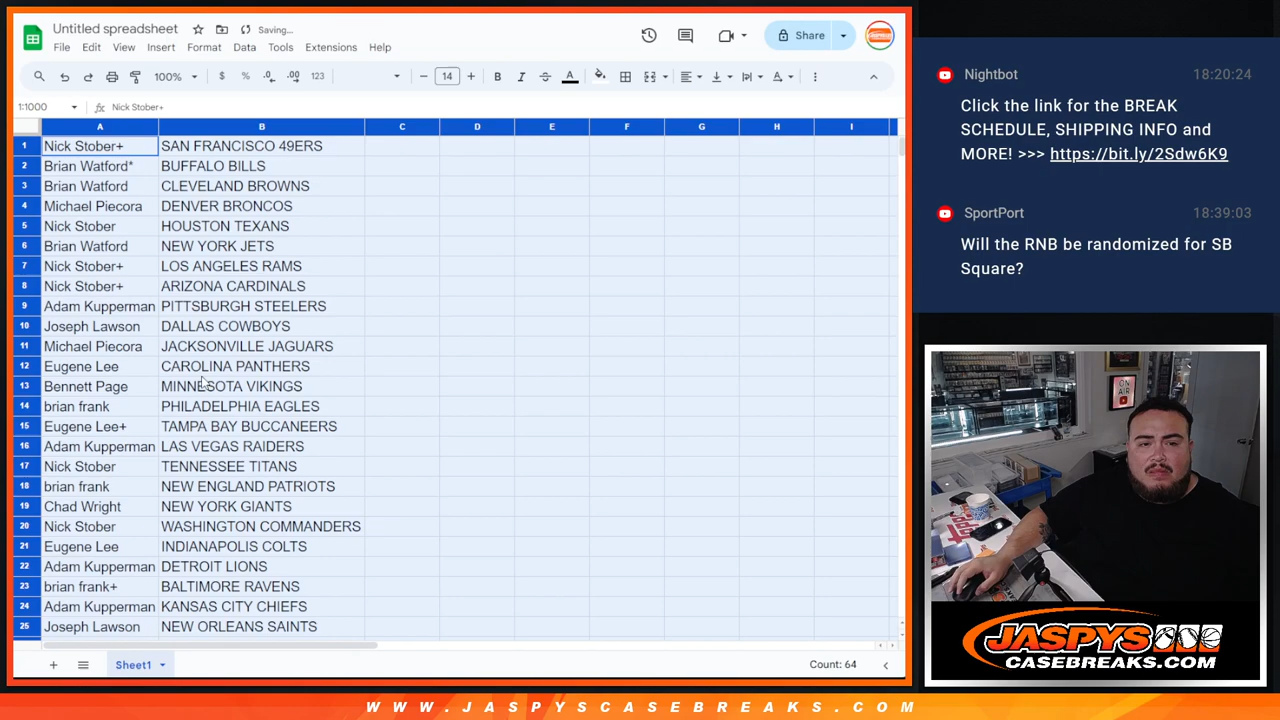 Untitled spreadsheet
Saving...
File Edit View Insert Format Data Tools Extensions Help
Share
100% $ % .0 .00 123 14 B I A
1:1000 fx Nick Stober+
A B C D E F G H I
1 Nick Stober+ SAN FRANCISCO 49ERS
2 Brian Watford* BUFFALO BILLS
3 Brian Watford CLEVELAND BROWNS
4 Michael Piecora DENVER BRONCOS
5 Nick Stober HOUSTON TEXANS
6 Brian Watford NEW YORK JETS
7 Nick Stober+ LOS ANGELES RAMS
8 Nick Stober+ ARIZONA CARDINALS
9 Adam Kupperman PITTSBURGH STEELERS
10 Joseph Lawson DALLAS COWBOYS
11 Michael Piecora JACKSONVILLE JAGUARS
12 Eugene Lee CAROLINA PANTHERS
13 Bennett Page MINNESOTA VIKINGS
14 brian frank PHILADELPHIA EAGLES
15 Eugene Lee+ TAMPA BAY BUCCANEERS
16 Adam Kupperman LAS VEGAS RAIDERS
17 Nick Stober TENNESSEE TITANS
18 brian frank NEW ENGLAND PATRIOTS
19 Chad Wright NEW YORK GIANTS
20 Nick Stober WASHINGTON COMMANDERS
21 Eugene Lee INDIANAPOLIS COLTS
22 Adam Kupperman DETROIT LIONS
23 brian frank+ BALTIMORE RAVENS
24 Adam Kupperman KANSAS CITY CHIEFS
25 Joseph Lawson NEW ORLEANS SAINTS
Sheet1
Count: 64
Nightbot 18:20:24
Click the link for the BREAK
SCHEDULE, SHIPPING INFO and
MORE! >>> https://bit.ly/2Sdw6K9
SportPort 18:39:03
Will the RNB be randomized for SB
Square?
ON AIR
JASPYS
CASEBREAKS.COM
WWW.JASPYSCASEBREAKS.COM